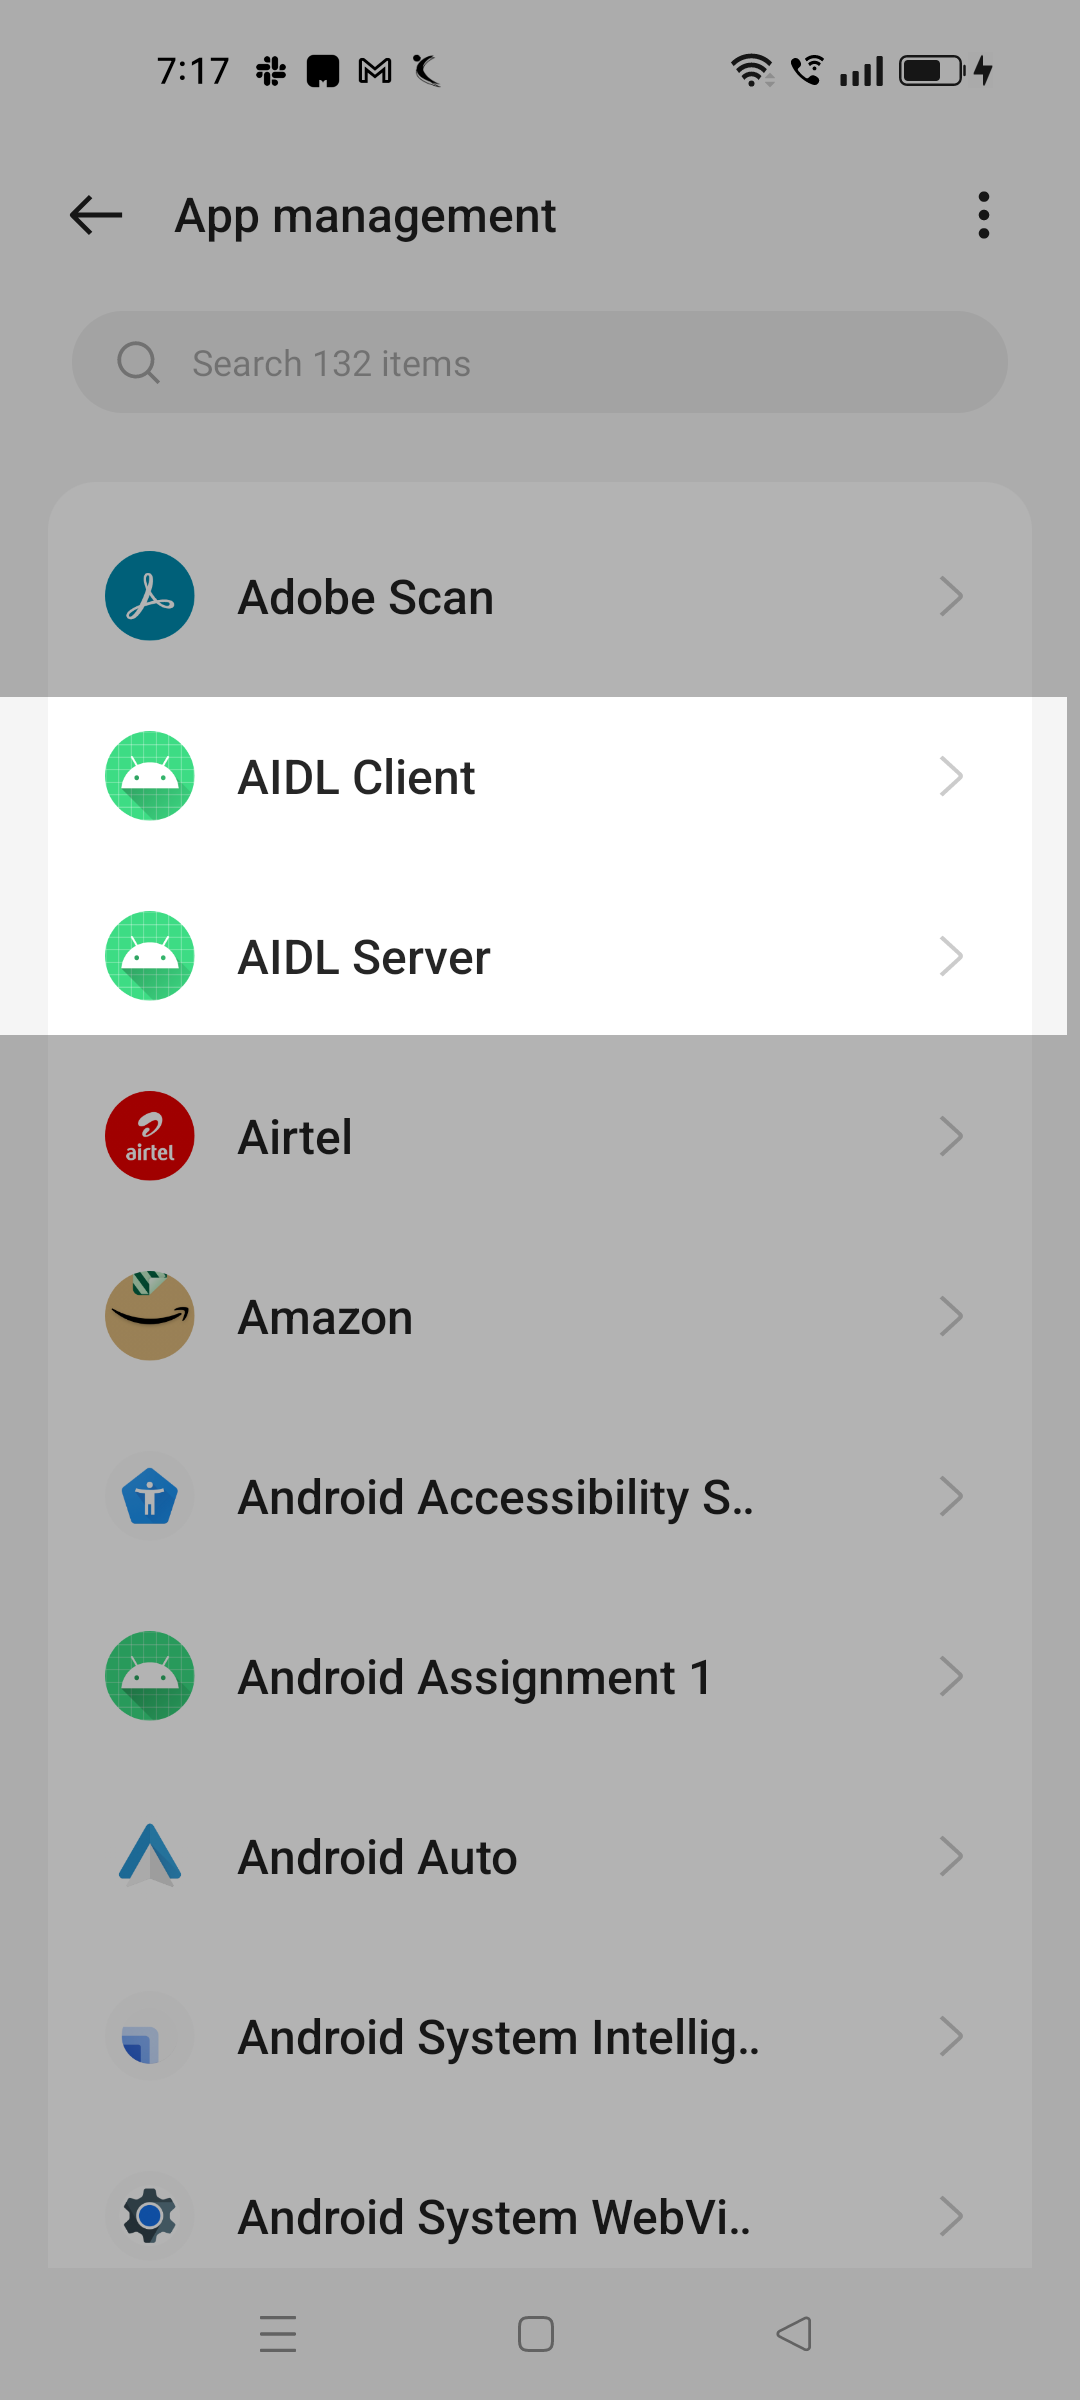 7:17
App management
Search 132 items
Adobe Scan
AIDL Client
AIDL Server
airtel
Airtel
Amazon
Android Accessibility S..
Android Assignment 1
Android Auto
Android System Intellig..
Android System WebVi..